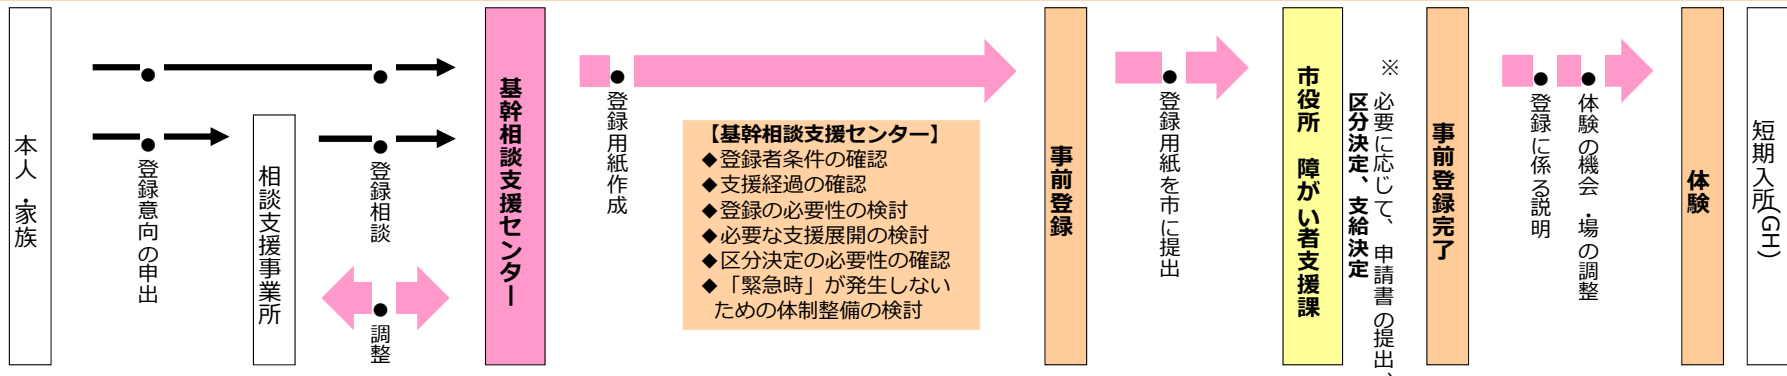 本人・家族
●登録意向の申出
相談支援事業所
●登録相談
●調整
基幹相談支援センター
●登録用紙作成
【基幹相談支援センター】
◆登録者条件の確認
◆支援経過の確認
◆登録の必要性の検討
◆必要な支援展開の検討
◆区分決定の必要性の確認
◆「緊急時」が発生しない
ための体制整備の検討
事前登録
●登録用紙を市に提出
市役所 障がい者支援課
※必要に応じて、申請書の提出、
区分決定、支給決定
事前登録完了
●登録に係る説明
●体験の機会・場の調整
体験
短期入所(GH)